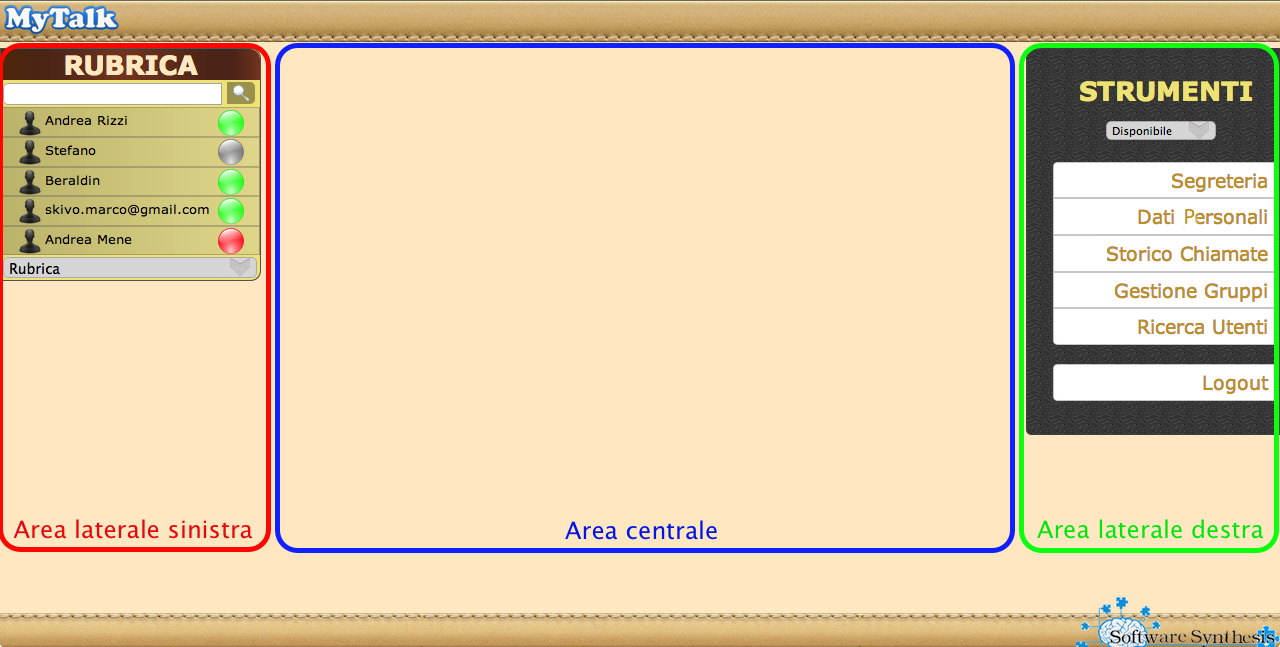 MyTalk
RUBRICA
Andrea Rizzi
Stefano
Beraldin
skivo.marco@gmail.com
Andrea Mene
Rubrica
Area laterale sinistra
Area centrale
STRUMENTI
Disponibile
Segreteria
Dati Personali
Storico Chiamate
Gestione Gruppi
Ricerca Utenti
Logout
Area laterale destra
Software Synthesis